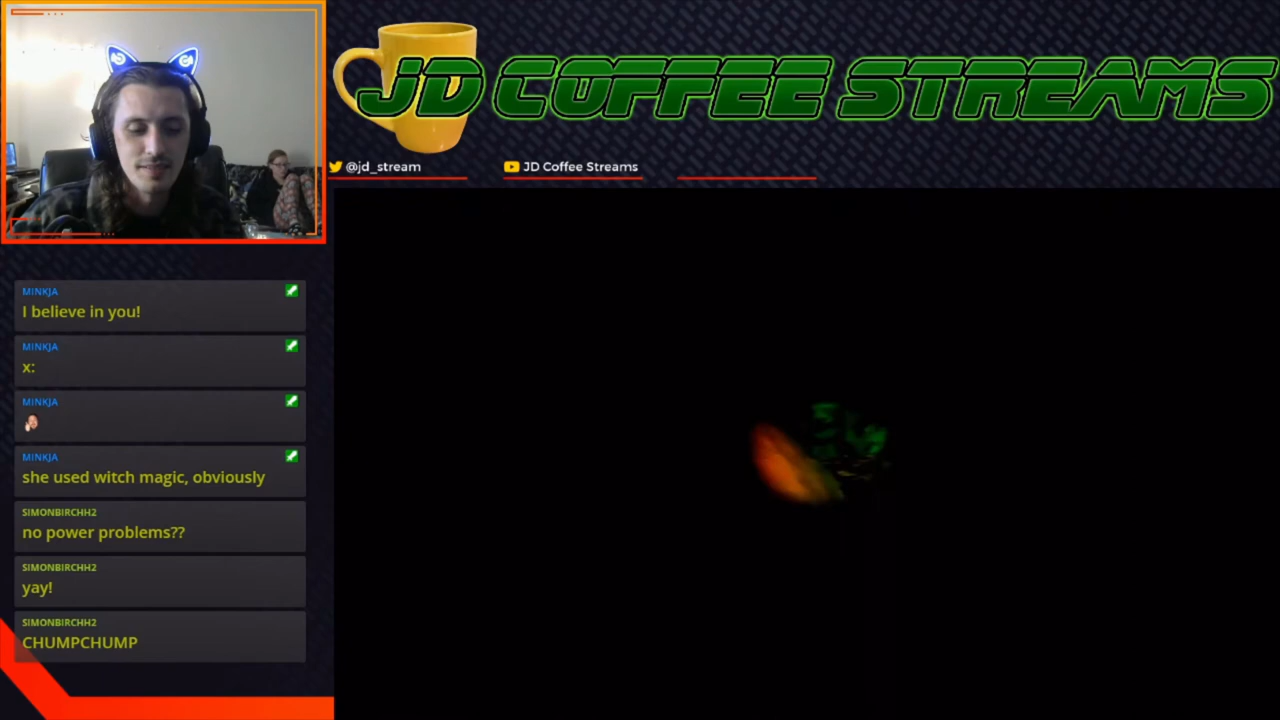 JD COFFEE STREAMS
@jd_stream
JD Coffee Streams
MINKJA
I believe in you!
MINKJA
x:
MINKJA
MINKJA
she used witch magic, obviously
SIMONBIRCHH2
no power problems??
SIMONBIRCHH2
yay!
SIMONBIRCHH2
CHUMPCHUMP